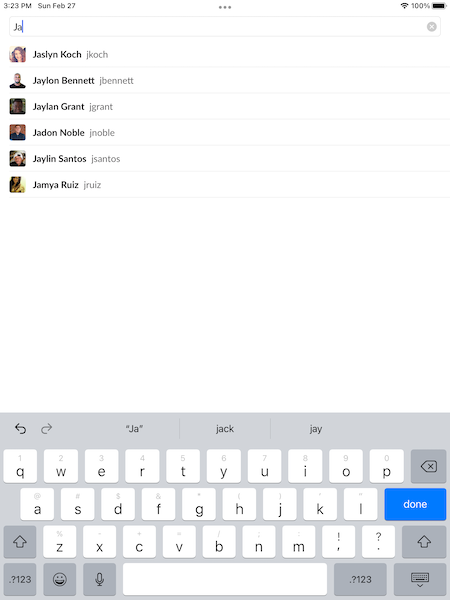 3:23 PM Sun Feb 27 100%
Ja
Jaslyn Koch jkoch
Jaylon Bennett jbennett
Jaylan Grant jgrant
Jadon Noble jnoble
Jaylin Santos jsantos
Jamya Ruiz jruiz
“Ja” jack jay
1 2 3 4 5 6 7 8 9 0
q w e r t y u i o p
@ # $ & * ( ) ' "
a s d f g h j k l done
% - + = / ; : ! ?
z x c v b n m , .
.?123 .?123